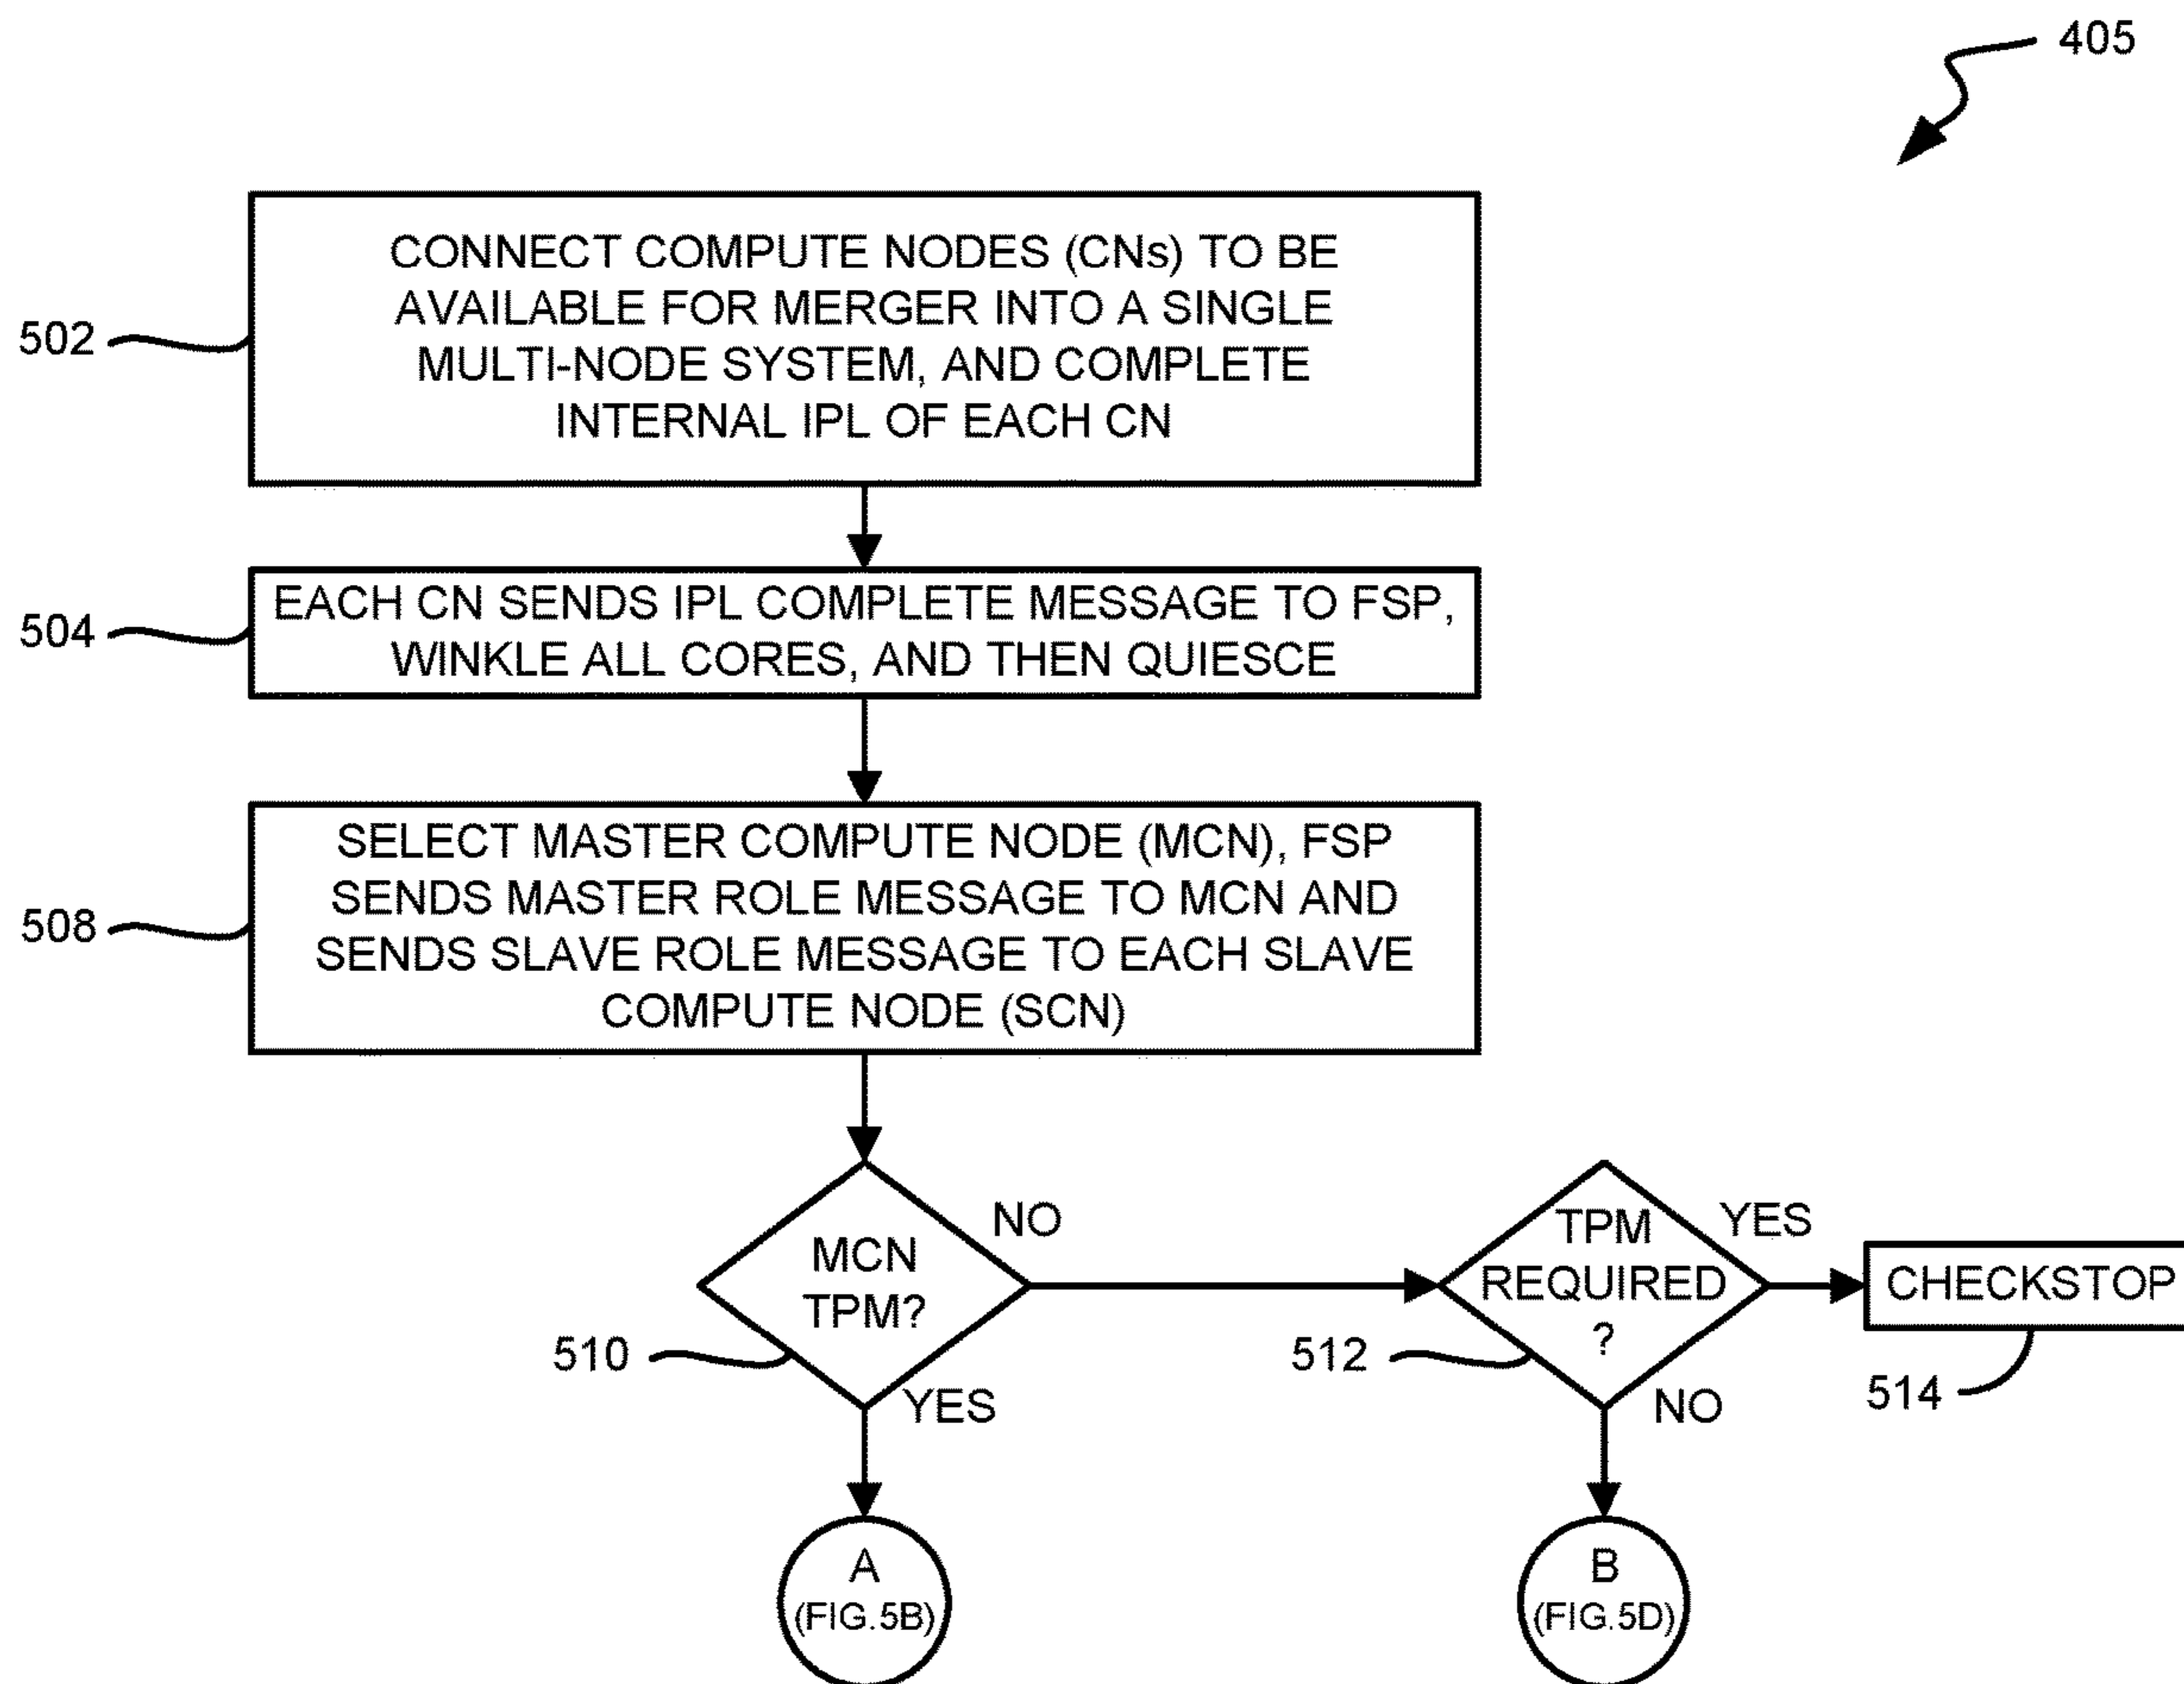 405
CONNECT COMPUTE NODES (CNs) TO BE
AVAILABLE FOR MERGER INTO A SINGLE
MULTI-NODE SYSTEM, AND COMPLETE
INTERNAL IPL OF EACH CN
502
EACH CN SENDS IPL COMPLETE MESSAGE TO FSP,
WINKLE ALL CORES, AND THEN QUIESCE
504
SELECT MASTER COMPUTE NODE (MCN), FSP
SENDS MASTER ROLE MESSAGE TO MCN AND
SENDS SLAVE ROLE MESSAGE TO EACH SLAVE
COMPUTE NODE (SCN)
508
MCN
TPM?
NO
510
YES
TPM
REQUIRED
?
YES
512
NO
CHECKSTOP
514
A
(FIG.5B)
B
(FIG.5D)